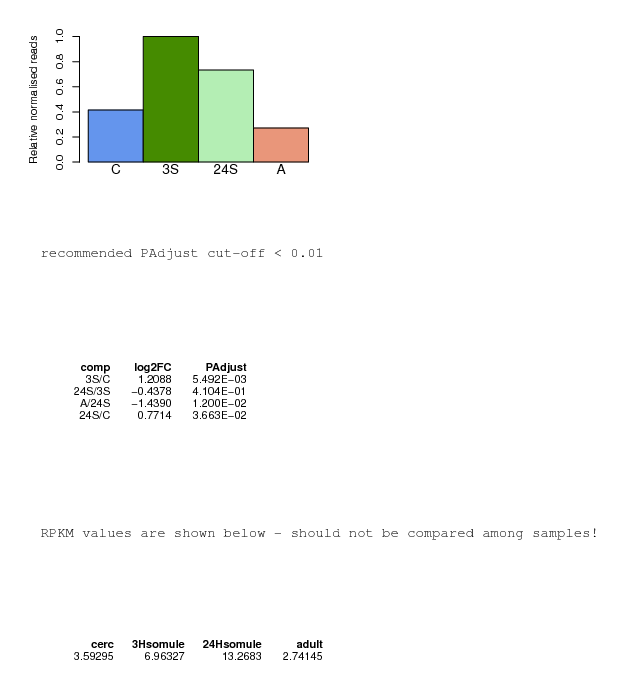 Relative normalised reads
1.0
0.8
0.6
0.4
0.2
0.0
C 3S 24S A
recommended PAdjust cut-off < 0.01
comp log2FC PAdjust
3S/C 1.2088 5.492E-03
24S/3S -0.4378 4.104E-01
A/24S -1.4390 1.200E-02
24S/C 0.7714 3.663E-02
RPKM values are shown below - should not be compared among samples!
cerc 3Hsomule 24Hsomule adult
3.59295 6.96327 13.2683 2.74145